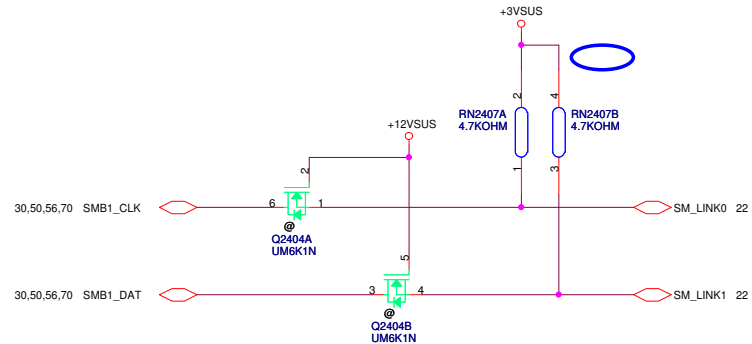 +3VSUS
2
4
RN2407A
4.7KOHM
RN2407B
4.7KOHM
+12VSUS
1
3
2
30,50,56,70 SMB1_CLK
6
1
SM_LINK0 22
@
Q2404A
UM6K1N
5
30,50,56,70 SMB1_DAT
3
4
SM_LINK1 22
@
Q2404B
UM6K1N